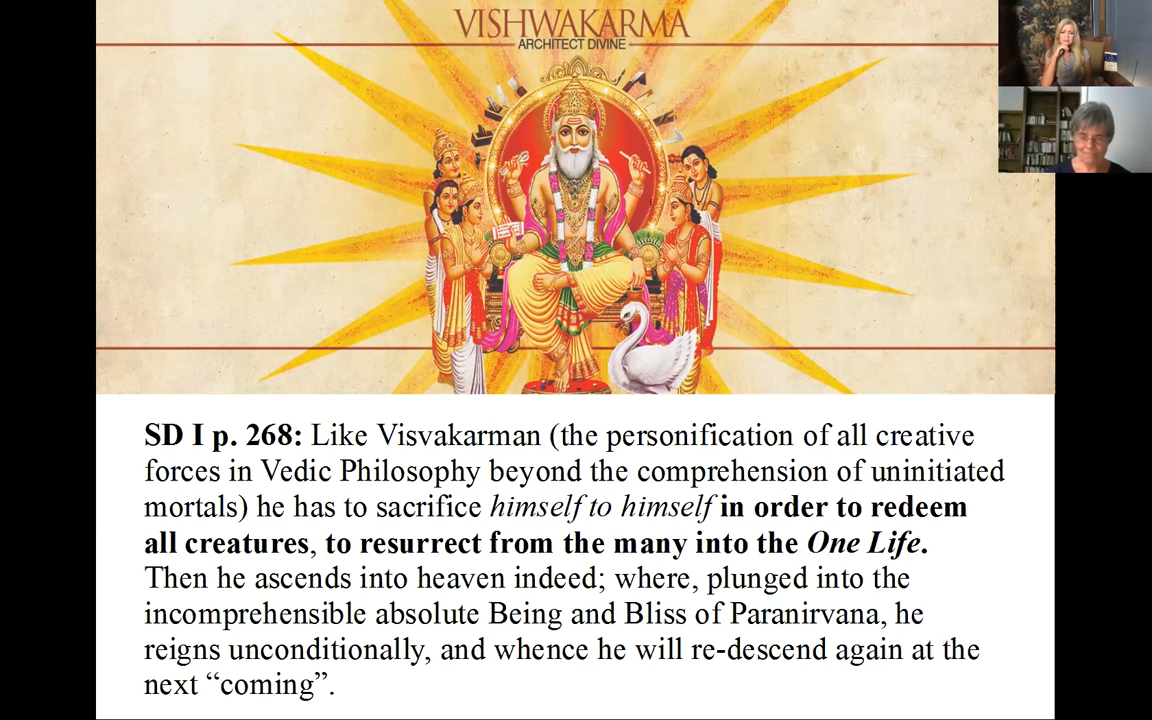 VISHWAKARMA
ARCHITECT DIVINE
SD I p. 268: Like Visvakarman (the personification of all creative
forces in Vedic Philosophy beyond the comprehension of uninitiated
mortals) he has to sacrifice himself to himself in order to redeem
all creatures, to resurrect from the many into the One Life.
Then he ascends into heaven indeed; where, plunged into the
incomprehensible absolute Being and Bliss of Paranirvana, he
reigns unconditionally, and whence he will re-descend again at the
next “coming”.